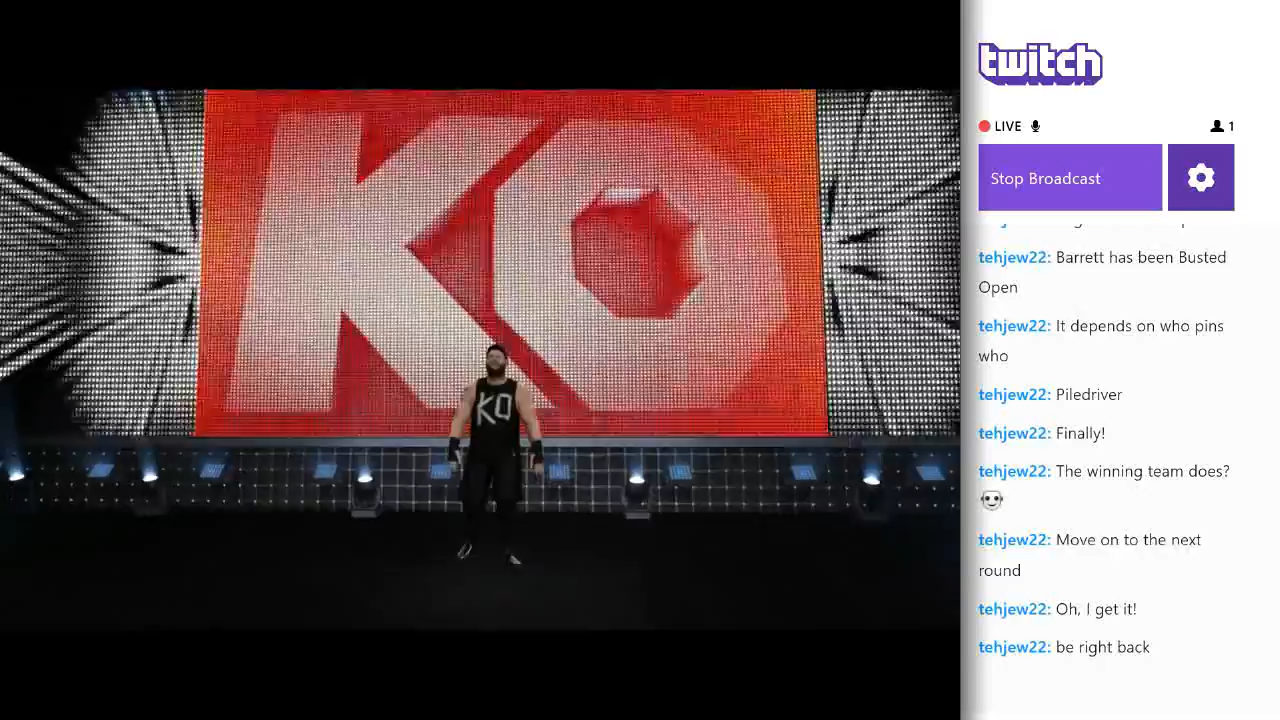 KO
KO
twitch
LIVE
1
Stop Broadcast
tehjew22: Barrett has been Busted
Open
tehjew22: It depends on who pins
who
tehjew22: Piledriver
tehjew22: Finally!
tehjew22: The winning team does?
tehjew22: Move on to the next
round
tehjew22: Oh, I get it!
tehjew22: be right back